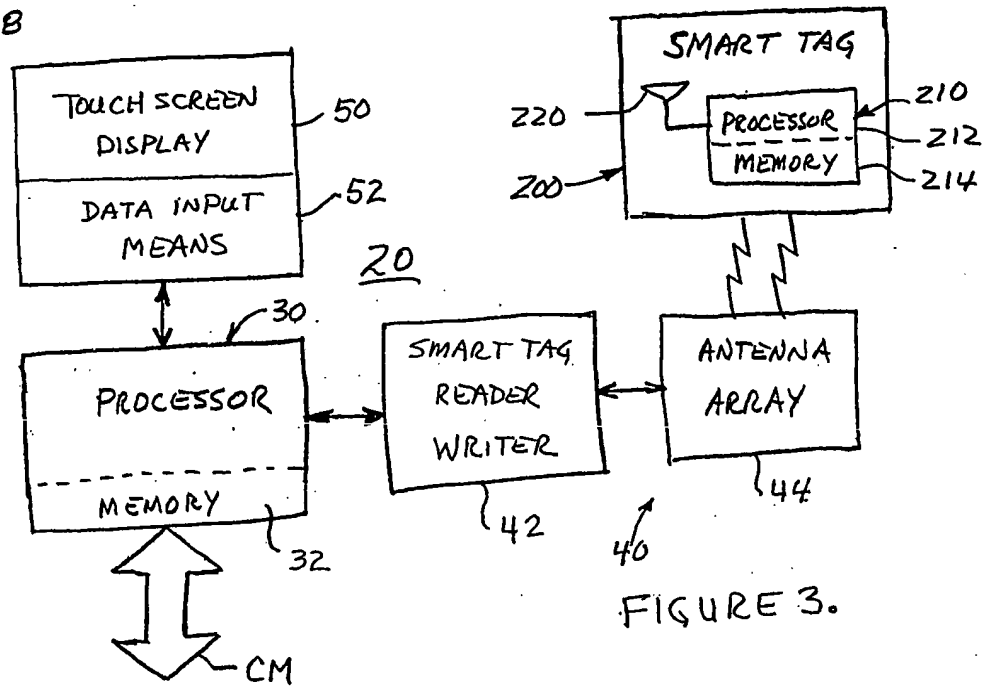 B
TOUCH SCREEN
DISPLAY
50
DATA INPUT
MEANS
52
20
SMART TAG
220
PROCESSOR
MEMORY
210
212
214
200
30
PROCESSOR
MEMORY
32
SMART TAG
READER
WRITER
42
ANTENNA
ARRAY
44
40
CM
FIGURE 3.